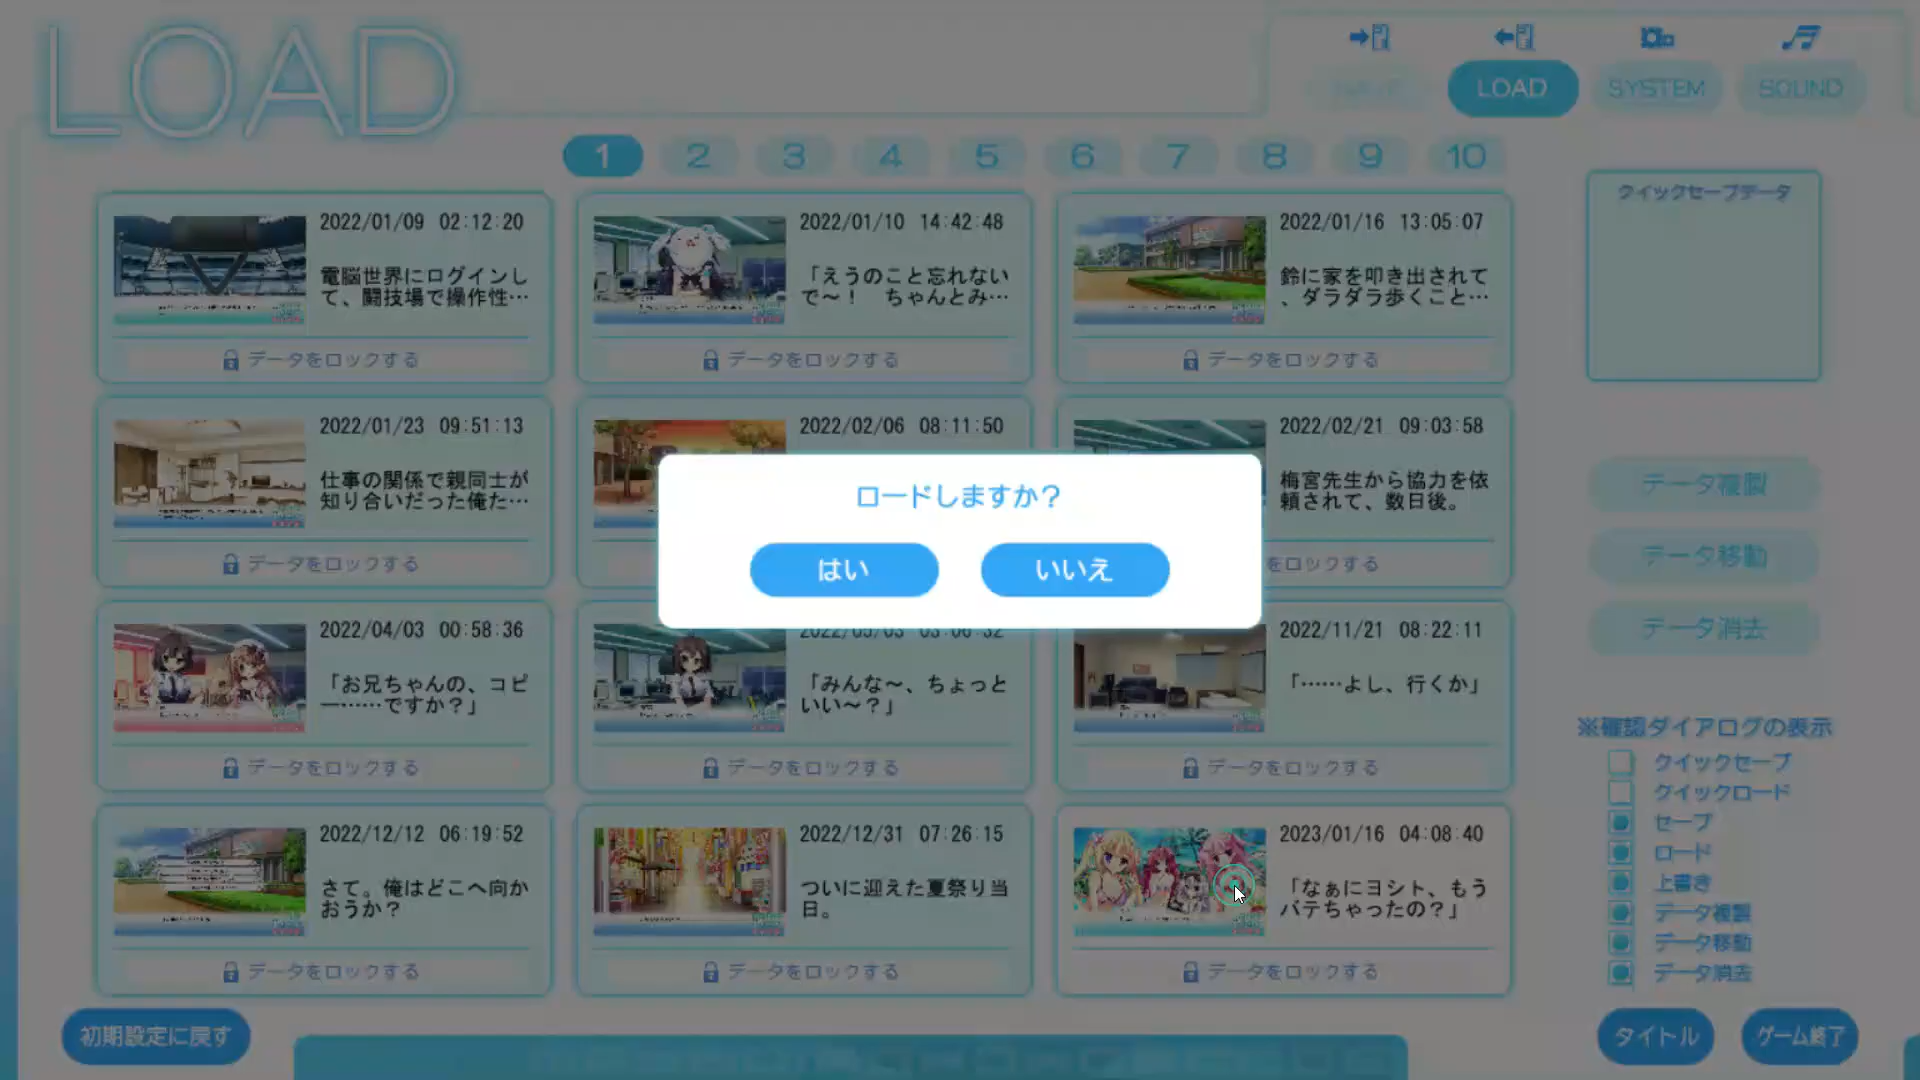 LOAD
LOAD
SYSTEM
SOUND
1 2 3 4 5 6 7 8 9 10
クイックセーブデータ
2022/01/09 02:12:20
電脳世界にログインし
て、闘技場で操作性…
データをロックする
2022/01/10 14:42:48
「えうのこと忘れない
で～！　ちゃんとみ…
データをロックする
2022/01/16 13:05:07
鈴に家を叩き出されて
、ダラダラ歩くこと…
データをロックする
2022/01/23 09:51:13
仕事の関係で親同士が
知り合いだった俺た…
データをロックする
2022/02/06 08:11:50
2022/02/21 09:03:58
梅宮先生から協力を依
頼されて、数日後。
をロックする
ロードしますか？
はい
いいえ
2022/04/03 00:58:36
「お兄ちゃんの、コピ
ー……ですか？」
データをロックする
「みんな～、ちょっと
いい～？」
データをロックする
2022/11/21 08:22:11
「……よし、行くか」
データをロックする
2022/12/12 06:19:52
さて。俺はどこへ向か
おうか？
データをロックする
2022/12/31 07:26:15
ついに迎えた夏祭り当
日。
データをロックする
2023/01/16 04:08:40
「なぁにヨシト、もう
バテちゃったの？」
データをロックする
データ複製
データ移動
データ消去
※確認ダイアログの表示
クイックセーブ
クイックロード
セーブ
ロード
上書き
データ複製
データ移動
データ消去
初期設定に戻す
タイトル
ゲーム終了